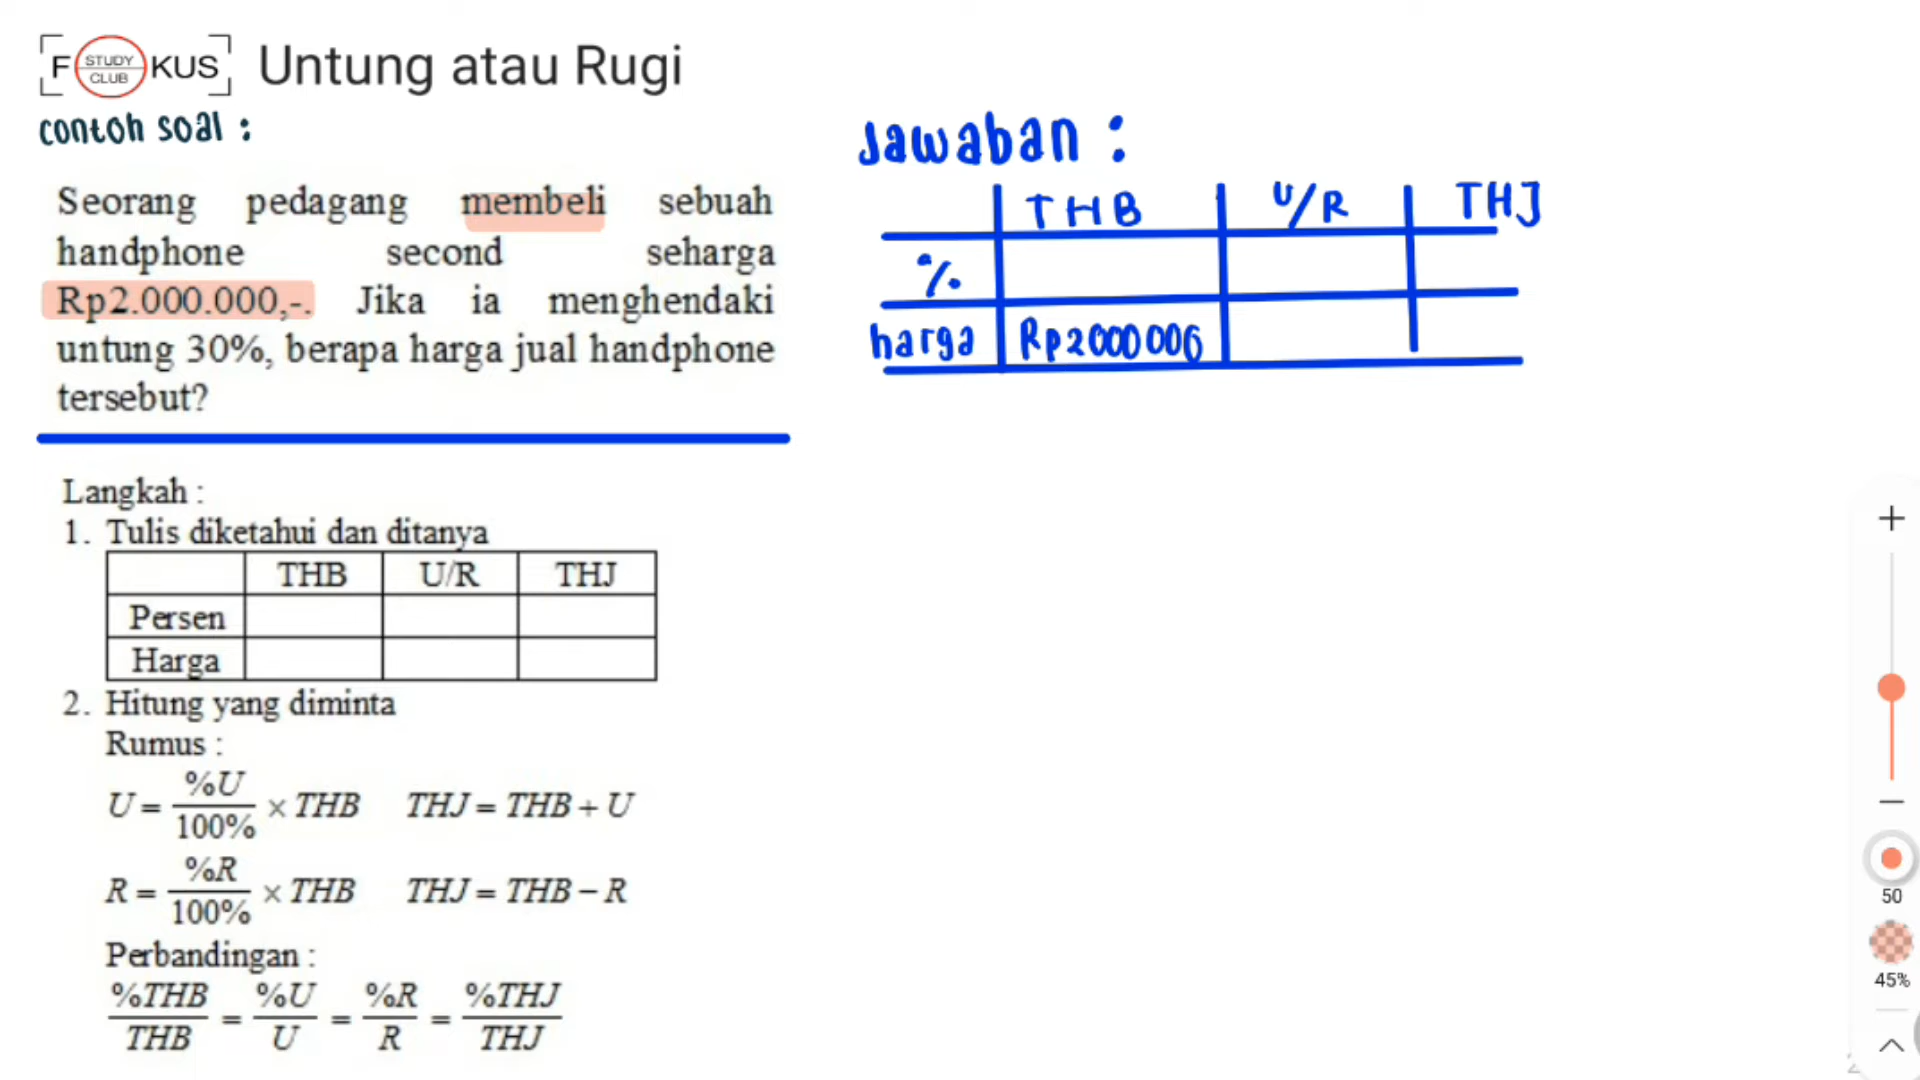 FOKUS STUDY CLUB Untung atau Rugi
contoh soal :
Seorang pedagang membeli sebuah
handphone second seharga
Rp2.000.000,-. Jika ia menghendaki
untung 30%, berapa harga jual handphone
tersebut?
Langkah :
1. Tulis diketahui dan ditanya
THB U/R THJ
Persen
Harga
2. Hitung yang diminta
Rumus :
U = %U/100% × THB THJ = THB + U
R = %R/100% × THB THJ = THB − R
Perbandingan :
%THB/THB = %U/U = %R/R = %THJ/THJ
Jawaban :
THB U/R THJ
%
harga Rp2000000
+
−
50
45%